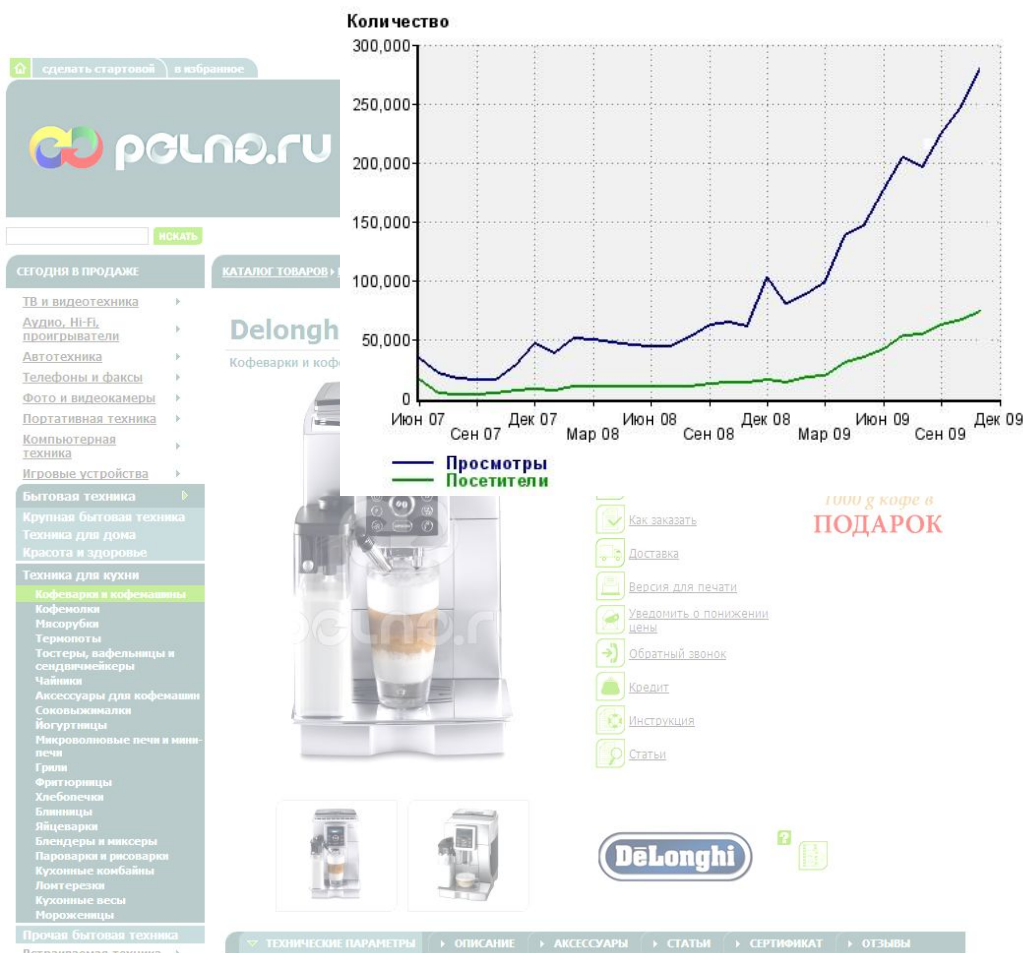 Количество
300,000
250,000
200,000
150,000
100,000
50,000
0
Июн 07
Сен 07
Дек 07
Мар 08
Июн 08
Сен 08
Дек 08
Мар 09
Июн 09
Сен 09
Дек 09
Просмотры
Посетители
сделать стартовой
в избранное
polno.ru
ИСКАТЬ
СЕГОДНЯ В ПРОДАЖЕ
КАТАЛОГ ТОВАРОВ
ТВ и видеотехника
Аудио, Hi-Fi,
проигрыватели
Автотехника
Телефоны и факсы
Фото и видеокамеры
Портативная техника
Компьютерная
техника
Игровые устройства
Бытовая техника
Крупная бытовая техника
Техника для дома
Красота и здоровье
Техника для кухни
Кофеварки и кофемашины
Кофемолки
Мясорубки
Термопоты
Тостеры, вафельницы и
сендвичмейкеры
Чайники
Аксессуары для кофемашин
Соковыжималки
Йогуртницы
Микроволновые печи и мини-
печи
Грили
Фритюрницы
Хлебопечки
Блинницы
Яйцеварки
Блендеры и миксеры
Пароварки и рисоварки
Кухонные комбайны
Ломтерезки
Кухонные весы
Мороженицы
Прочая бытовая техника
Встраиваемая техника
Delongh
Кофеварки и коф
polno.r
Как заказать
Доставка
Версия для печати
Уведомить о понижении
цены
Обратный звонок
Кредит
Инструкция
Статьи
1000 g кофе в
ПОДАРОК
DeLonghi
?
ТЕХНИЧЕСКИЕ ПАРАМЕТРЫ
ОПИСАНИЕ
АКСЕССУАРЫ
СТАТЬИ
СЕРТИФИКАТ
ОТЗЫВЫ